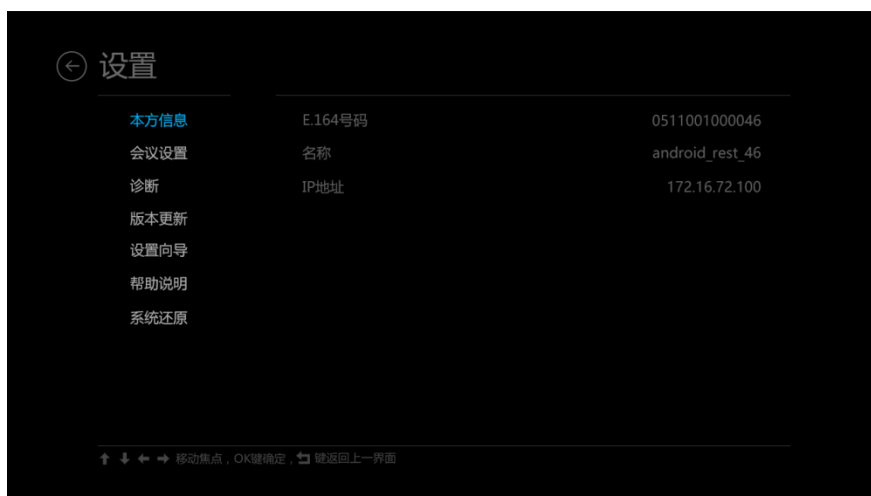 设置
本方信息 E.164号码 0511001000046
会议设置 名称 android_rest_46
诊断 IP地址 172.16.72.100
版本更新
设置向导
帮助说明
系统还原
移动焦点，OK键确定， 键返回上一界面